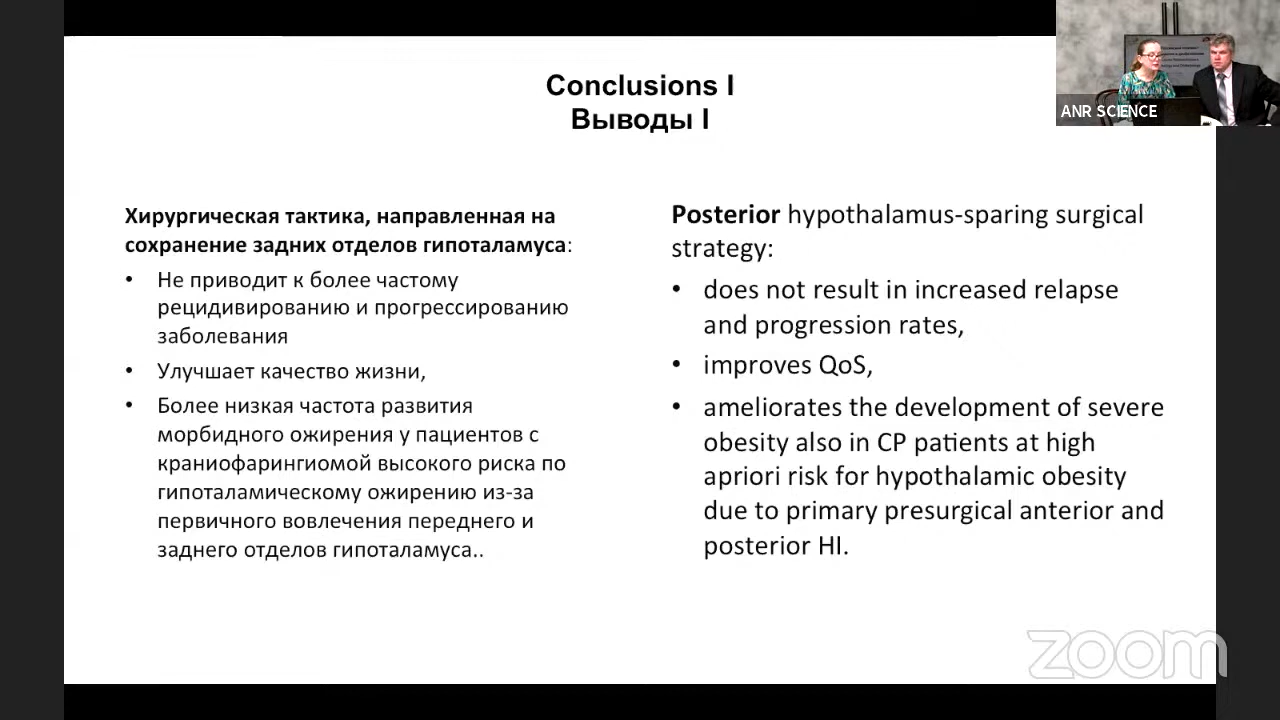 Conclusions I
Выводы I
ANR SCIENCE
Хирургическая тактика, направленная на
сохранение задних отделов гипоталамуса:
• Не приводит к более частому
рецидивированию и прогрессированию
заболевания
• Улучшает качество жизни,
• Более низкая частота развития
морбидного ожирения у пациентов с
краниофарингиомой высокого риска по
гипоталамическому ожирению из-за
первичного вовлечения переднего и
заднего отделов гипоталамуса..
Posterior hypothalamus-sparing surgical
strategy:
• does not result in increased relapse
and progression rates,
• improves QoS,
• ameliorates the development of severe
obesity also in CP patients at high
apriori risk for hypothalamic obesity
due to primary presurgical anterior and
posterior HI.
zoom